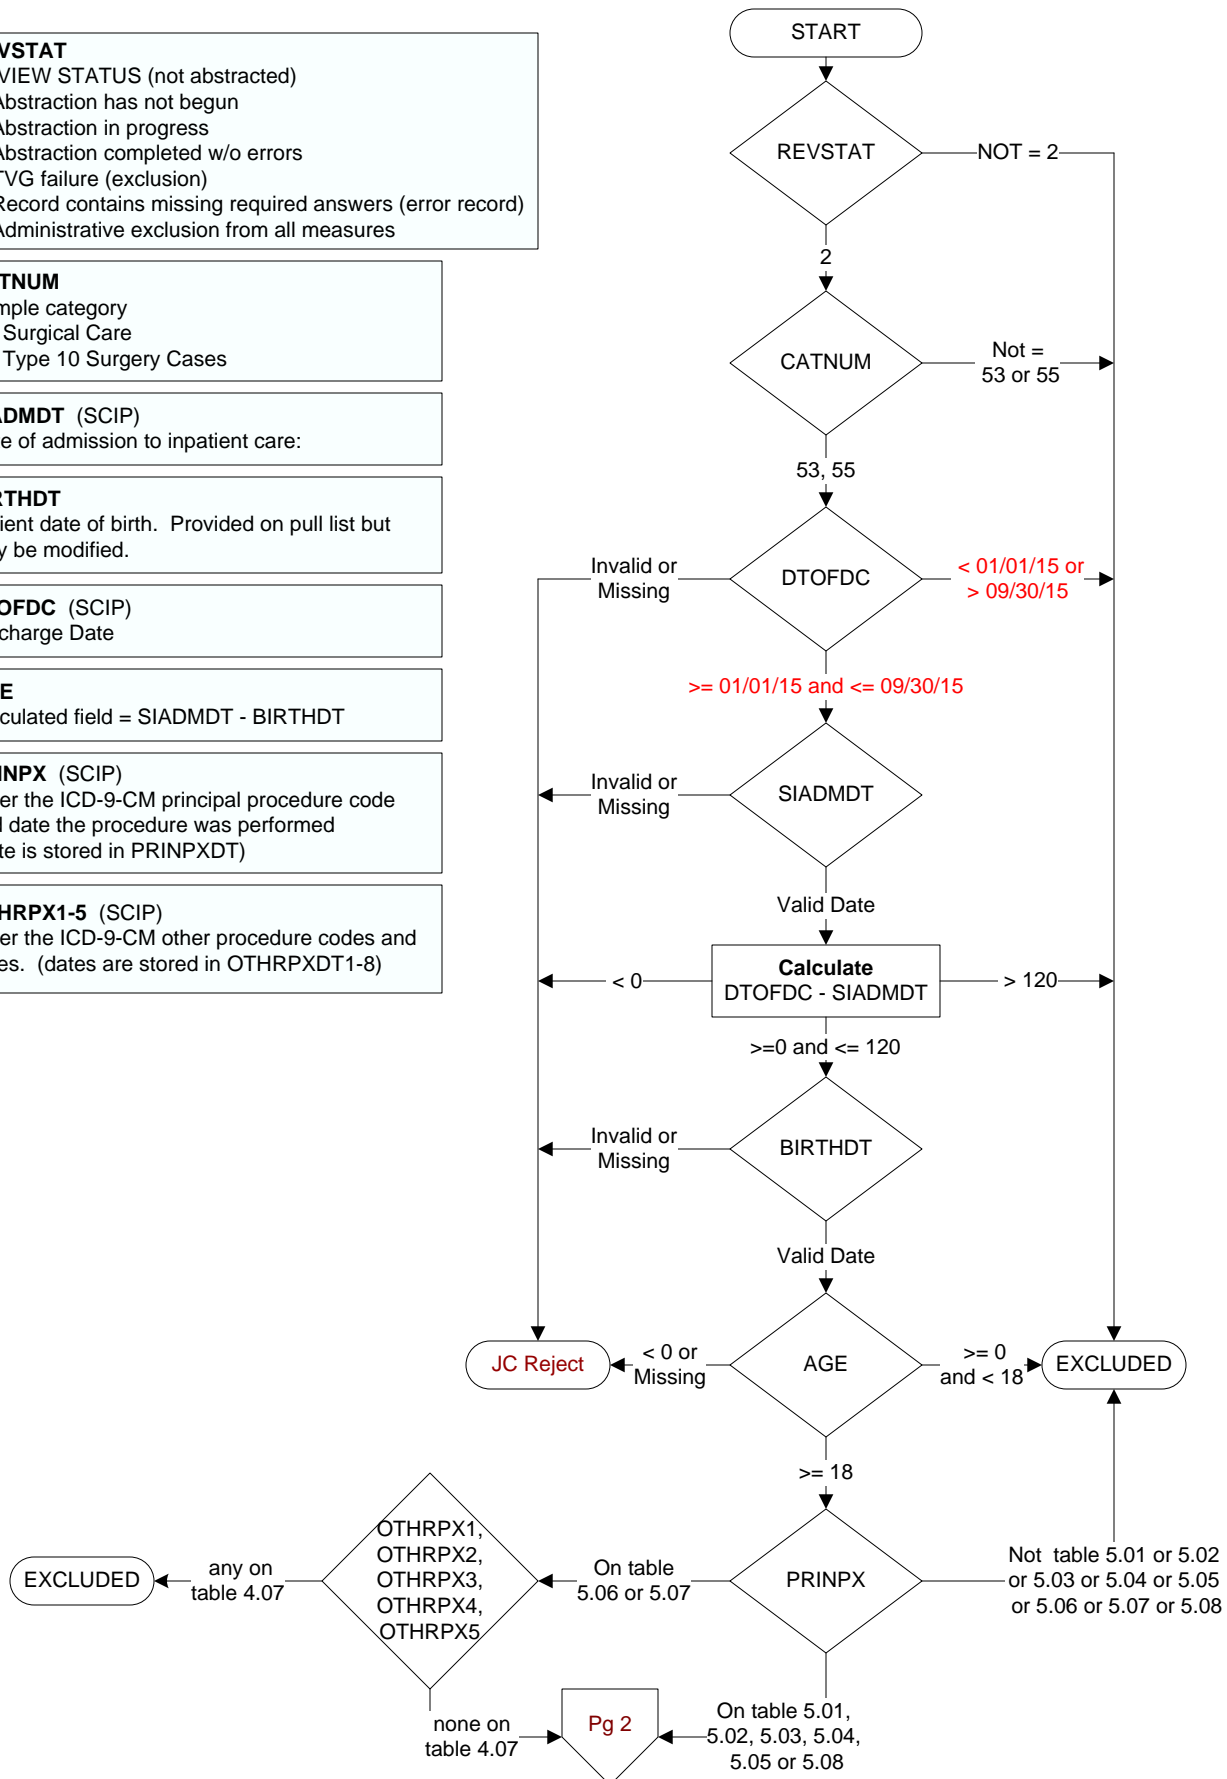 START
VSTAT
VIEW STATUS (not abstracted)
Abstraction has not begun
Abstraction in progress
Abstraction completed w/o errors
TVG failure (exclusion)
Record contains missing required answers (error record)
Administrative exclusion from all measures
TNUM
mple category
Surgical Care
Type 10 Surgery Cases
ADMDT (SCIP)
e of admission to inpatient care:
RTHDT
ient date of birth. Provided on pull list but
y be modified.
OFDC (SCIP)
charge Date
E
culated field = SIADMDT - BIRTHDT
INPX (SCIP)
er the ICD-9-CM principal procedure code
d date the procedure was performed
te is stored in PRINPXDT)
HRPX1-5 (SCIP)
er the ICD-9-CM other procedure codes and
es. (dates are stored in OTHRPXDT1-8)
REVSTAT
NOT = 2
2
CATNUM
Not =
53 or 55
53, 55
Invalid or
Missing
DTOFDC
< 01/01/15 or
> 09/30/15
>= 01/01/15 and <= 09/30/15
Invalid or
Missing
SIADMDT
Valid Date
< 0
Calculate
DTOFDC - SIADMDT
> 120
>=0 and <= 120
Invalid or
Missing
BIRTHDT
Valid Date
JC Reject
< 0 or
Missing
AGE
>= 0
and < 18
EXCLUDED
>= 18
EXCLUDED
any on
table 4.07
OTHRPX1,
OTHRPX2,
OTHRPX3,
OTHRPX4,
OTHRPX5
On table
5.06 or 5.07
PRINPX
Not table 5.01 or 5.02
or 5.03 or 5.04 or 5.05
or 5.06 or 5.07 or 5.08
none on
table 4.07
Pg 2
On table 5.01,
5.02, 5.03, 5.04,
5.05 or 5.08